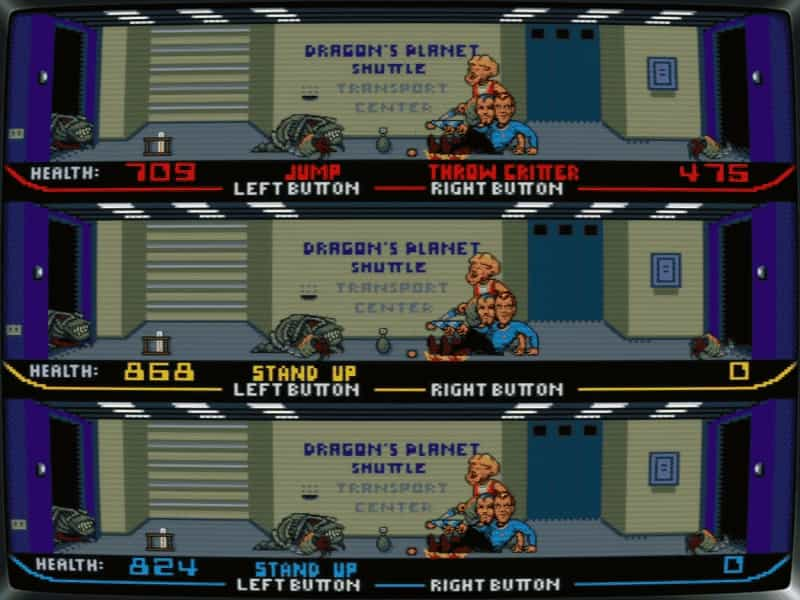 DRAGON'S PLANET
SHUTTLE
TRANSPORT
CENTER
HEALTH: 709 JUMP THROW CRITTER 475
LEFT BUTTON RIGHT BUTTON
DRAGON'S PLANET
SHUTTLE
TRANSPORT
CENTER
HEALTH: 868 STAND UP 0
LEFT BUTTON RIGHT BUTTON
DRAGON'S PLANET
SHUTTLE
TRANSPORT
CENTER
HEALTH: 824 STAND UP 0
LEFT BUTTON RIGHT BUTTON